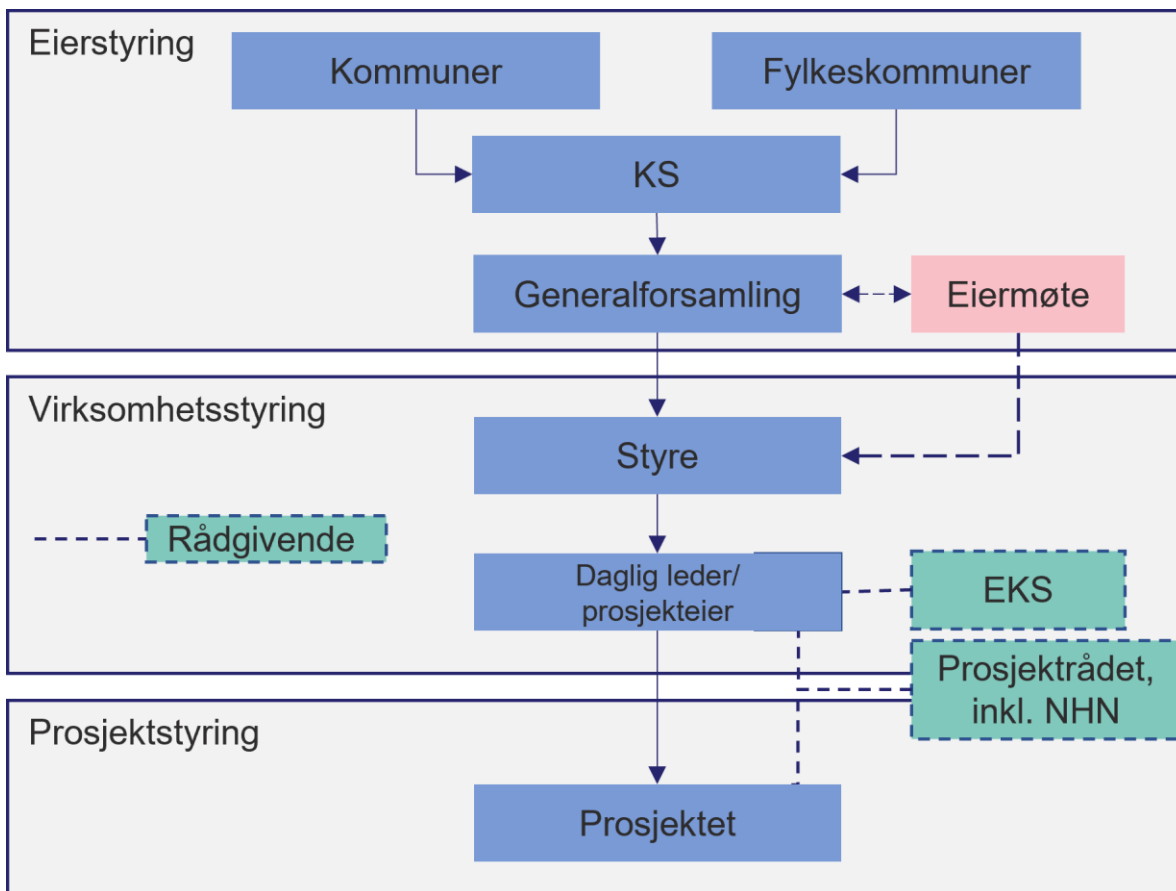 Eierstyring
Kommuner
Fylkeskommuner
KS
Generalforsamling
Eiermøte
Virksomhetsstyring
Styre
Rådgivende
Daglig leder/
prosjekteier
EKS
Prosjektrådet,
inkl. NHN
Prosjektstyring
Prosjektet